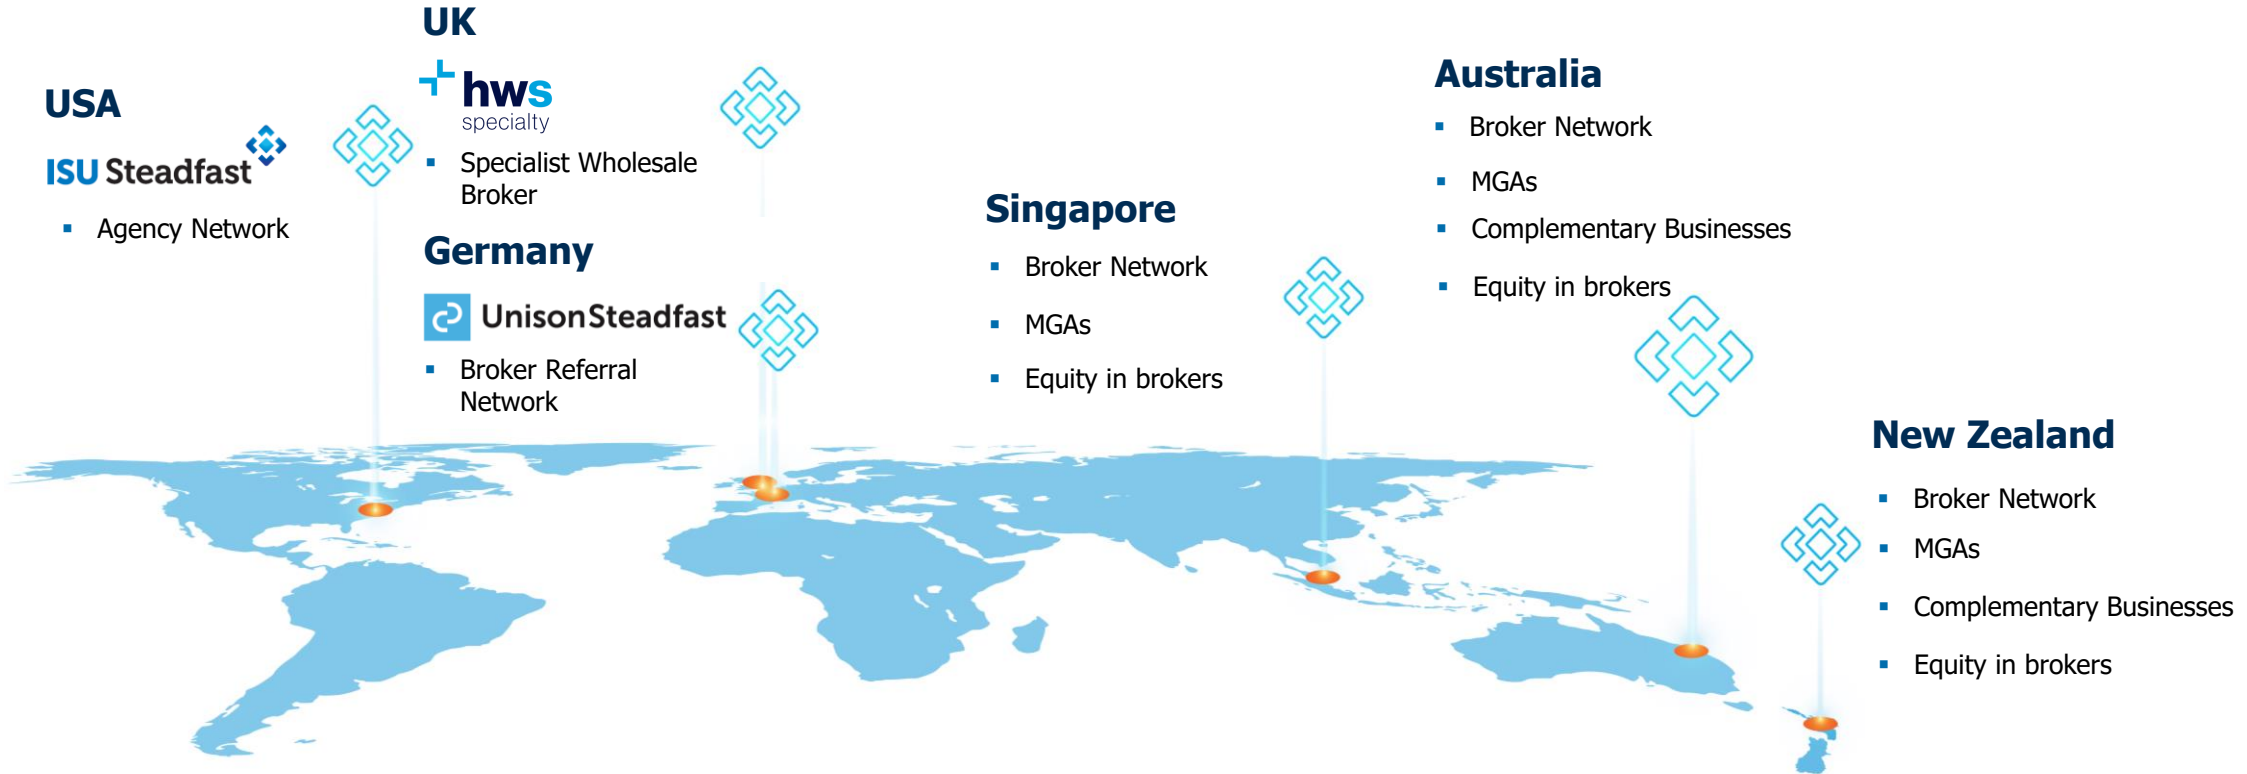 USA
ISU Steadfast
Agency Network
UK
hws
specialty
Specialist Wholesale
Broker
Germany
UnisonSteadfast
Broker Referral
Network
Singapore
Broker Network
MGAs
Equity in brokers
Australia
Broker Network
MGAs
Complementary Businesses
Equity in brokers
New Zealand
Broker Network
MGAs
Complementary Businesses
Equity in brokers